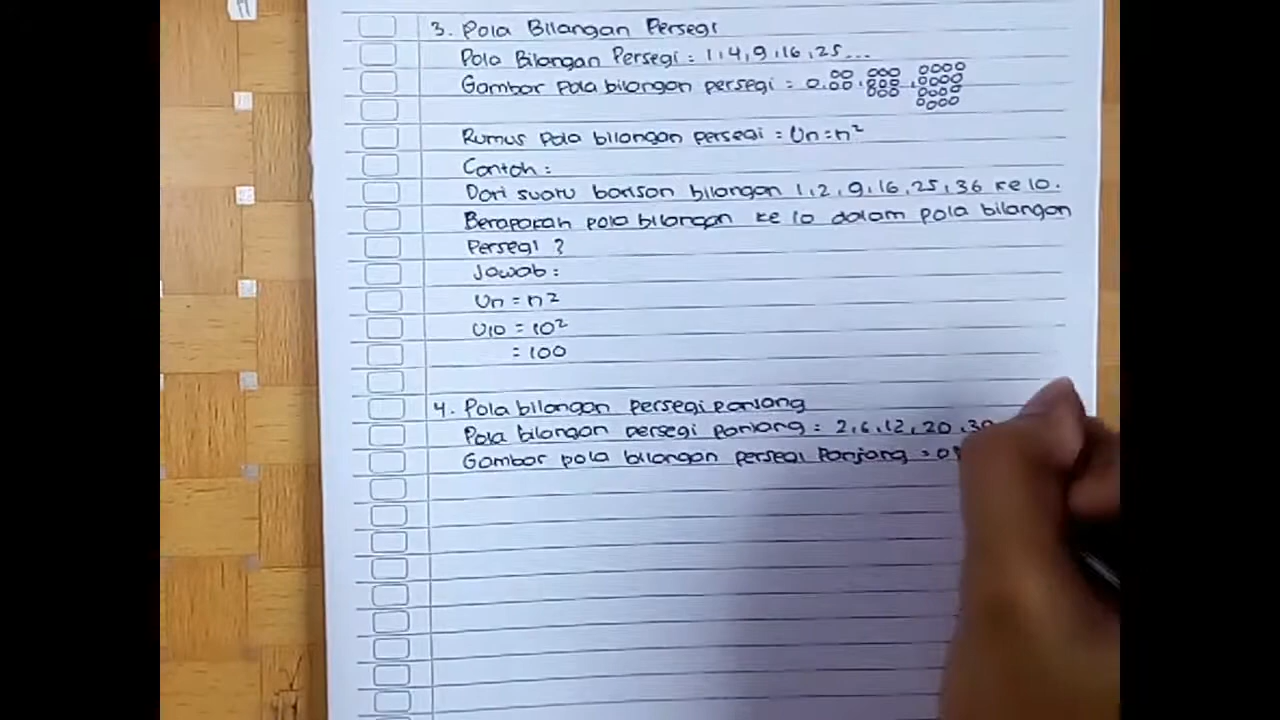 3. Pola Bilangan Persegi
Pola Bilangan Persegi = 1, 4, 9, 16, 25...
Gambar pola bilangan persegi =
Rumus pola bilangan persegi = Un = n²
Contoh :
Dari suatu barisan bilangan 1, 2, 9, 16, 25, 36 ke 10.
Berapakah pola bilangan ke 10 dalam pola bilangan
Persegi ?
Jawab :
Un = n²
U10 = 10²
= 100
4. Pola bilangan persegi panjang
Pola bilangan persegi panjang = 2, 6, 12, 20, 30
Gambar pola bilangan persegi Panjang =